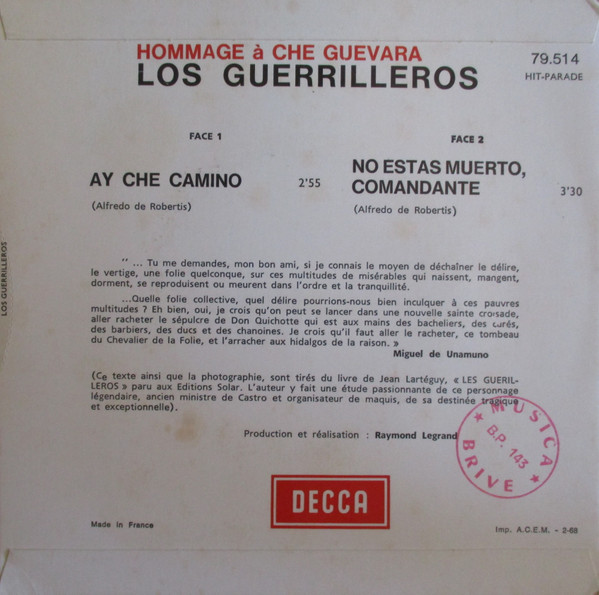 HOMMAGE à CHE GUEVARA
LOS GUERRILLEROS
79.514
HIT-PARADE
FACE 1
AY CHE CAMINO 2'55
(Alfredo de Robertis)
FACE 2
NO ESTAS MUERTO,
COMANDANTE 3'30
(Alfredo de Robertis)
LOS GUERRILLEROS
" ... Tu me demandes, mon bon ami, si je connais le moyen de déchaîner le délire,
le vertige, une folie quelconque, sur ces multitudes de misérables qui naissent, mangent,
dorment, se reproduisent ou meurent dans l'ordre et la tranquillité.
...Quelle folie collective, quel délire pourrions-nous bien inculquer à ces pauvres
multitudes ? Eh bien, oui, je crois qu'on peut se lancer dans une nouvelle sainte croisade,
aller racheter le sépulcre de Don Quichotte qui est aux mains des bacheliers, des curés,
des barbiers, des ducs et des chanoines. Je crois qu'il faut aller le racheter, ce tombeau
du Chevalier de la Folie, et l'arracher aux hidalgos de la raison. »
Miguel de Unamuno
(Ce texte ainsi que la photographie, sont tirés du livre de Jean Lartéguy, « LES GUERIL-
LEROS » paru aux Editions Solar. L'auteur y fait une étude passionnante de ce personnage
légendaire, ancien ministre de Castro et organisateur de maquis, de sa destinée tragique
et exceptionnelle).
Production et réalisation : Raymond Legrand
MUSICA
B.P. 143
BRIVE
DECCA
Made in France
Imp. A.C.E.M. - 2-68